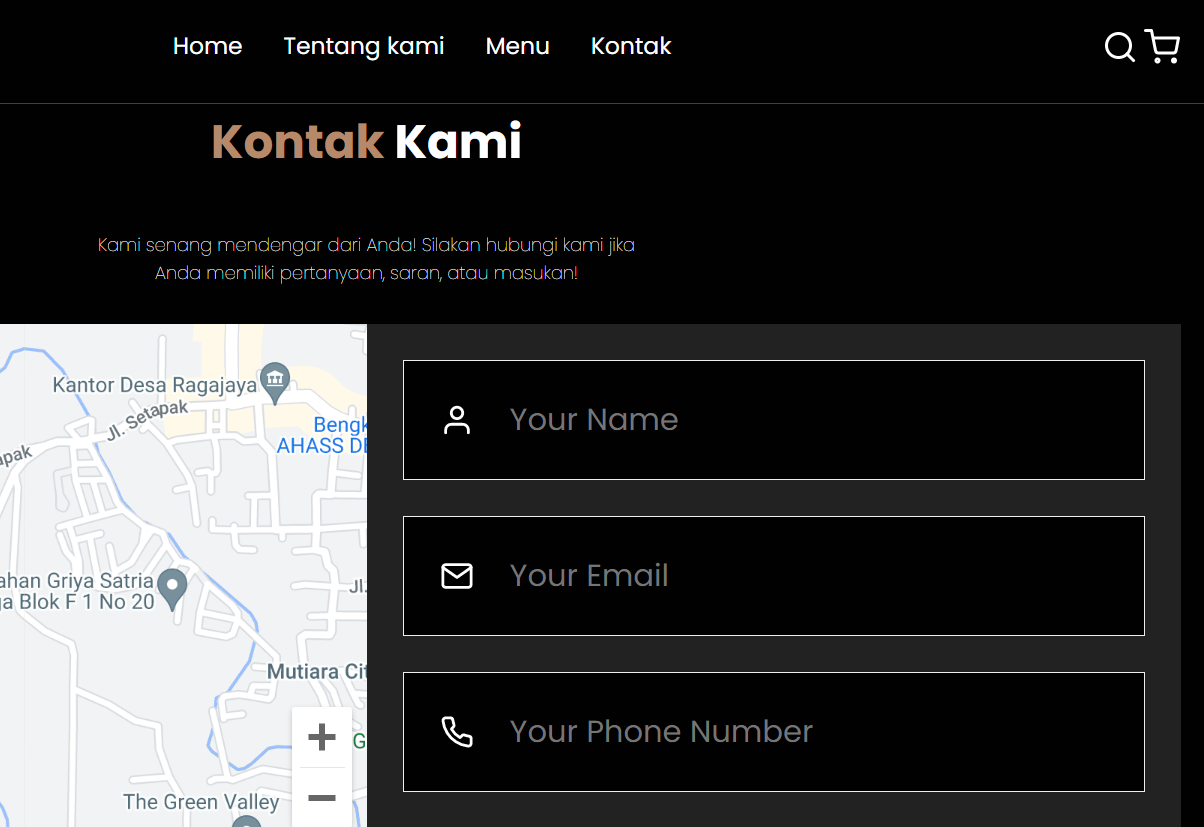 Home Tentang kami Menu Kontak
Kontak Kami
Kami senang mendengar dari Anda! Silakan hubungi kami jika
Anda memiliki pertanyaan, saran, atau masukan!
Kantor Desa Ragajaya
Jl. Setapak
Bengk
AHASS DE
apak
ahan Griya Satria
ga Blok F 1 No 20
Jl.
Mutiara Cit
G
The Green Valley
Your Name
Your Email
Your Phone Number